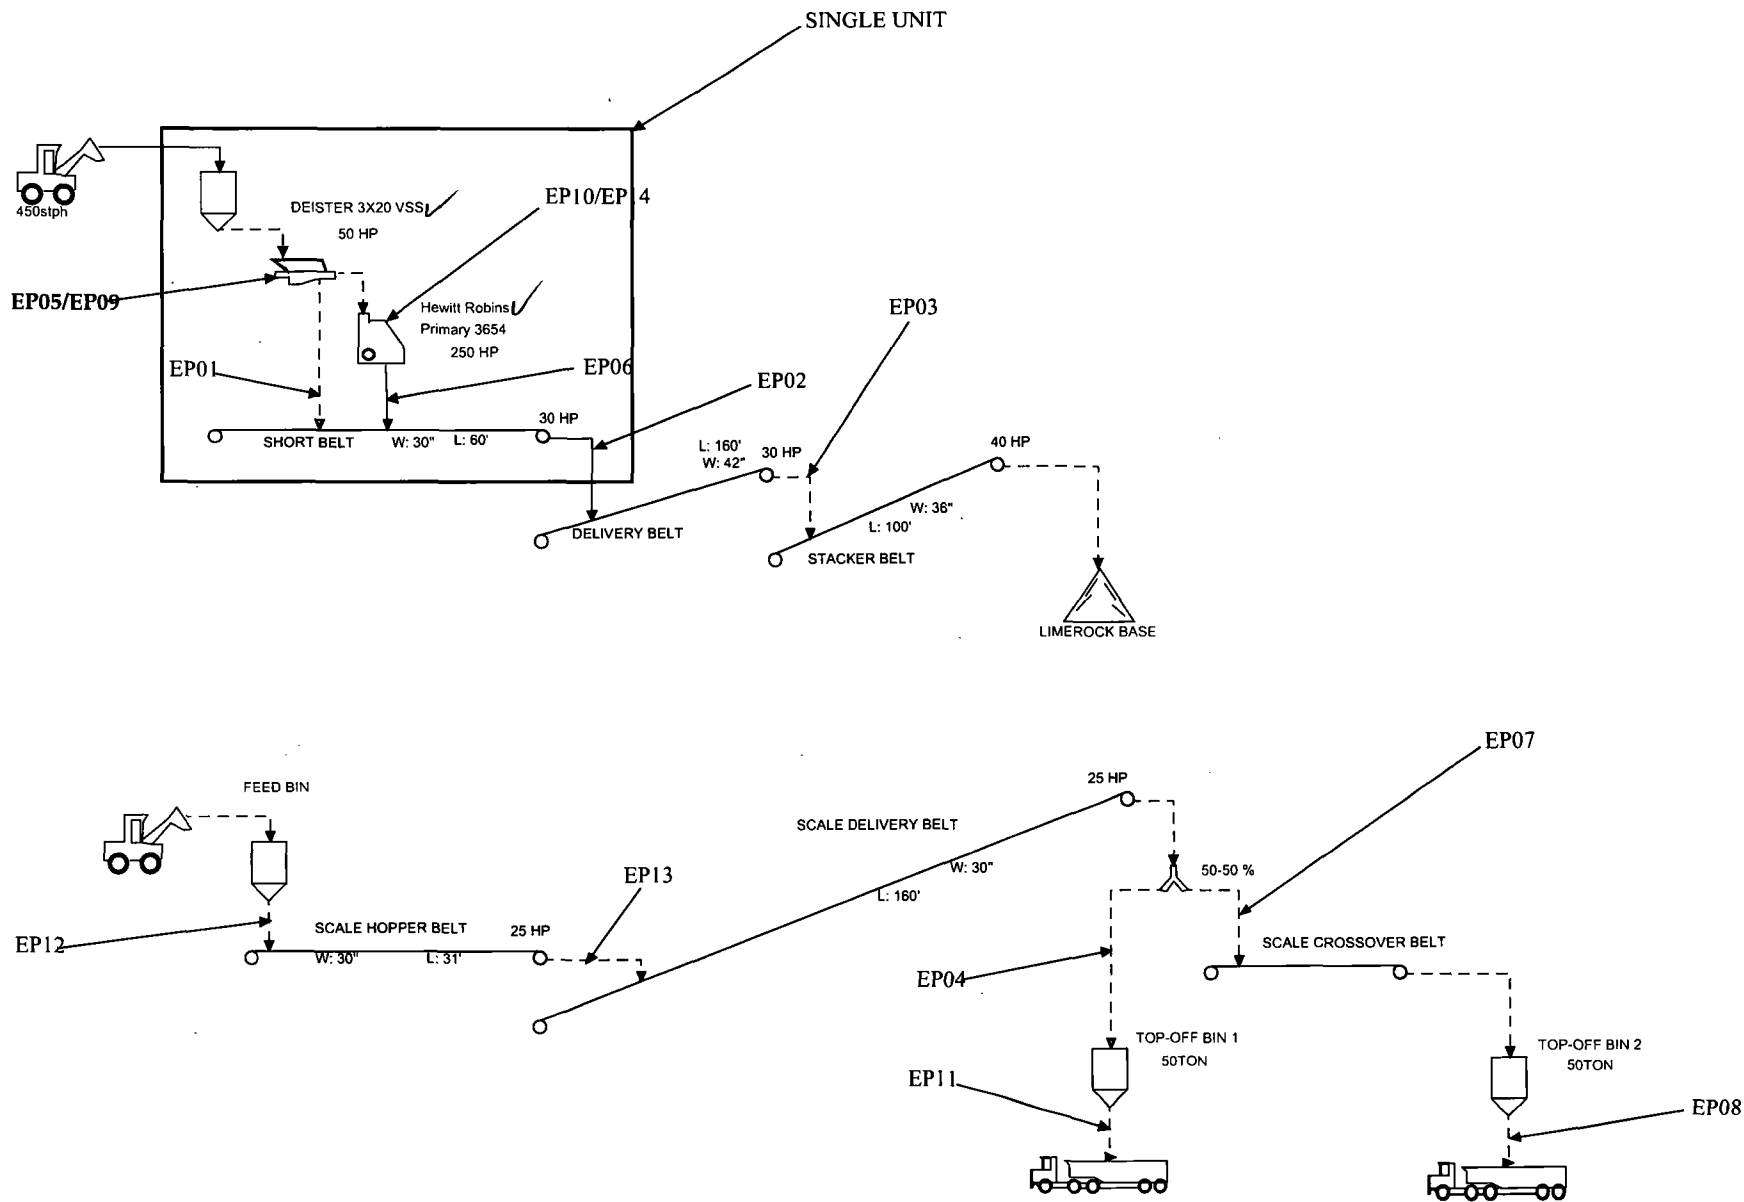 SINGLE UNIT
450stph
DEISTER 3X20 VSS
50 HP
EP10/EP14
EP05/EP09
Hewitt Robins
Primary 3654
250 HP
EP03
EP01
EP06
EP02
30 HP
SHORT BELT
W: 30"
L: 60'
L: 160'
W: 42"
30 HP
40 HP
W: 36"
L: 100'
DELIVERY BELT
STACKER BELT
LIMEROCK BASE
EP07
FEED BIN
25 HP
SCALE DELIVERY BELT
W: 30"
L: 160'
50-50 %
EP13
EP12
SCALE HOPPER BELT
25 HP
W: 30"
L: 31'
SCALE CROSSOVER BELT
EP04
TOP-OFF BIN 1
50TON
TOP-OFF BIN 2
50TON
EP11
EP08